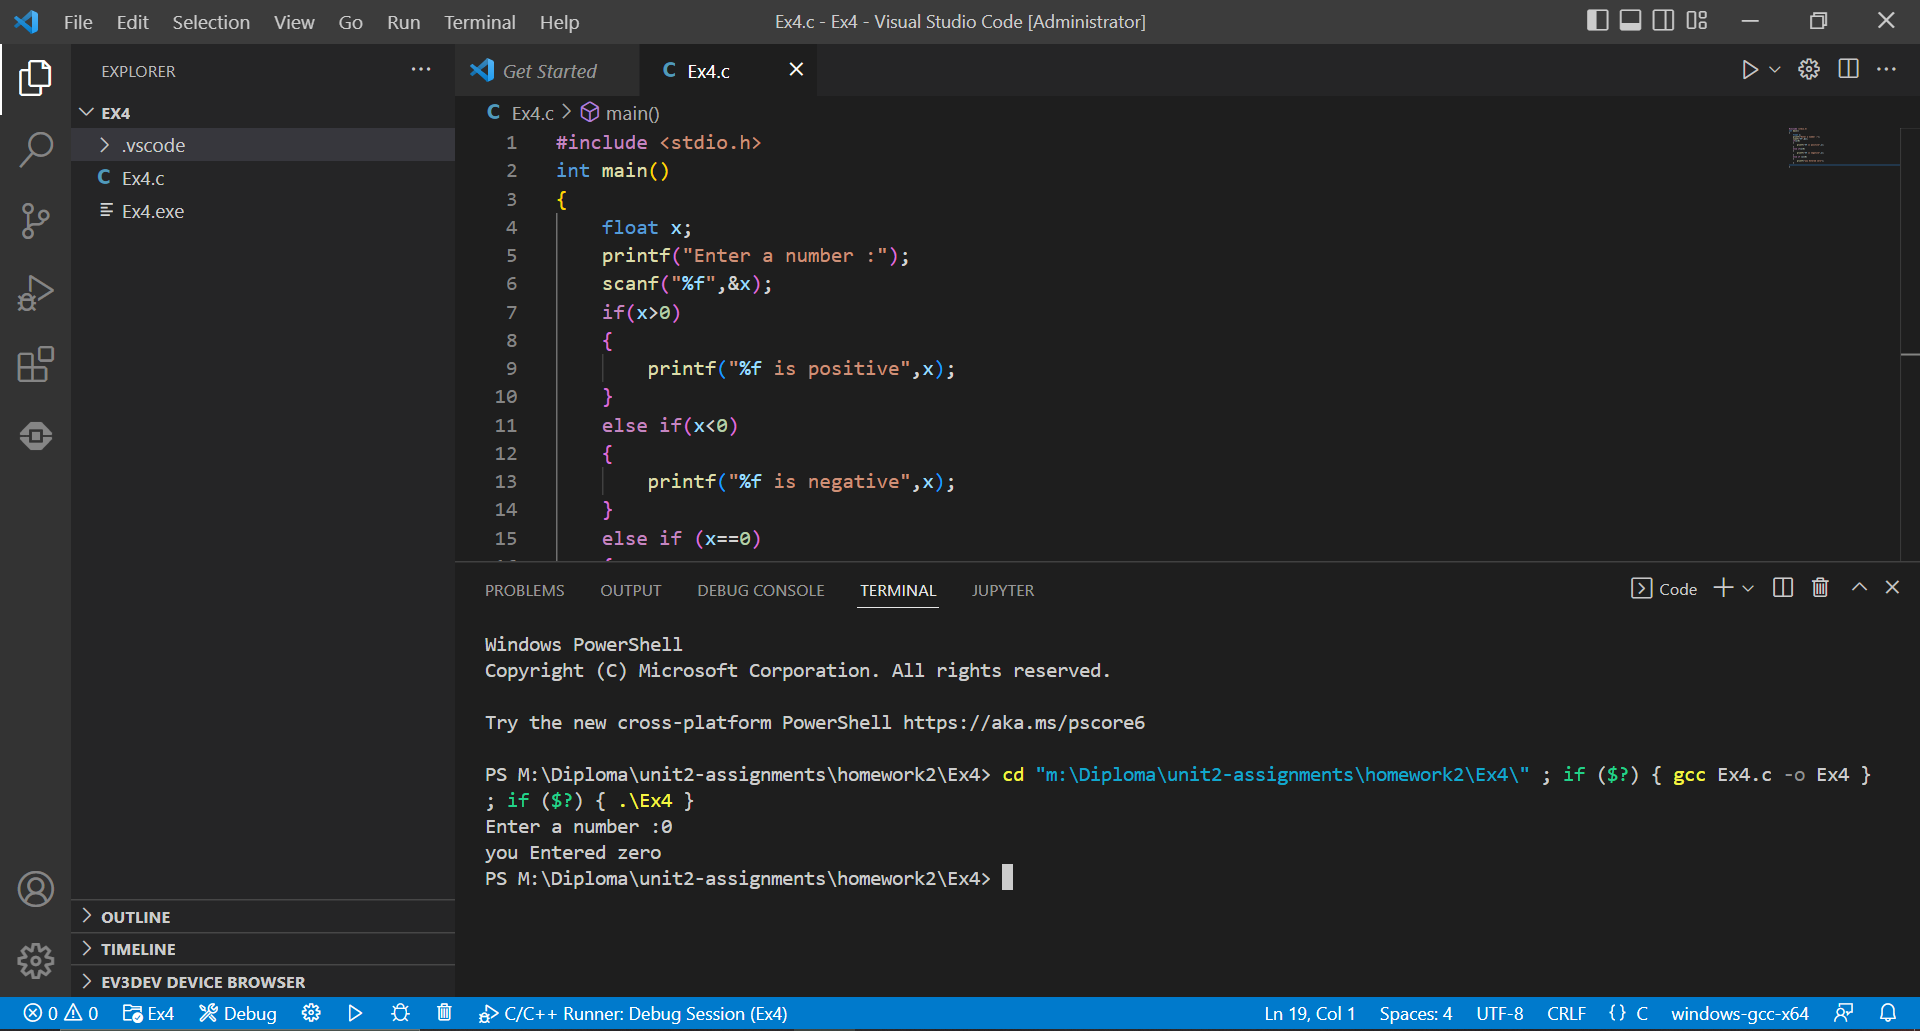 File Edit Selection View Go Run Terminal Help Ex4.c - Ex4 - Visual Studio Code [Administrator]
EXPLORER
EX4
.vscode
Ex4.c
Ex4.exe
OUTLINE
TIMELINE
EV3DEV DEVICE BROWSER
Get Started Ex4.c
Ex4.c main()
1 #include <stdio.h>
2 int main()
3 {
4 float x;
5 printf("Enter a number :");
6 scanf("%f",&x);
7 if(x>0)
8 {
9 printf("%f is positive",x);
10 }
11 else if(x<0)
12 {
13 printf("%f is negative",x);
14 }
15 else if (x==0)
PROBLEMS OUTPUT DEBUG CONSOLE TERMINAL JUPYTER Code
Windows PowerShell
Copyright (C) Microsoft Corporation. All rights reserved.
Try the new cross-platform PowerShell https://aka.ms/pscore6
PS M:\Diploma\unit2-assignments\homework2\Ex4> cd "m:\Diploma\unit2-assignments\homework2\Ex4\" ; if ($?) { gcc Ex4.c -o Ex4 }
; if ($?) { .\Ex4 }
Enter a number :0
you Entered zero
PS M:\Diploma\unit2-assignments\homework2\Ex4>
0 0 Ex4 Debug C/C++ Runner: Debug Session (Ex4) Ln 19, Col 1 Spaces: 4 UTF-8 CRLF {} C windows-gcc-x64